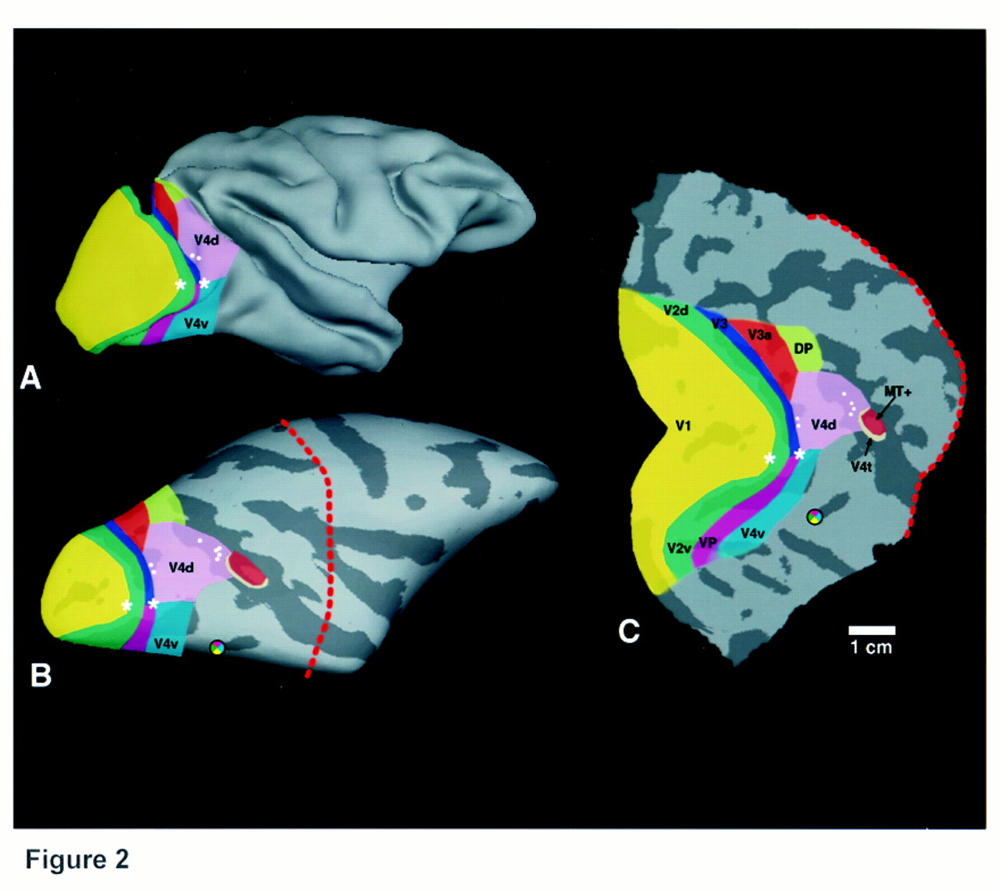 V4d
V4v
A
V4d
V4v
B
V2d
V3
V3a
DP
MT+
V1
V4d
V4t
V2v
VP
V4v
C
1 cm
Figure 2